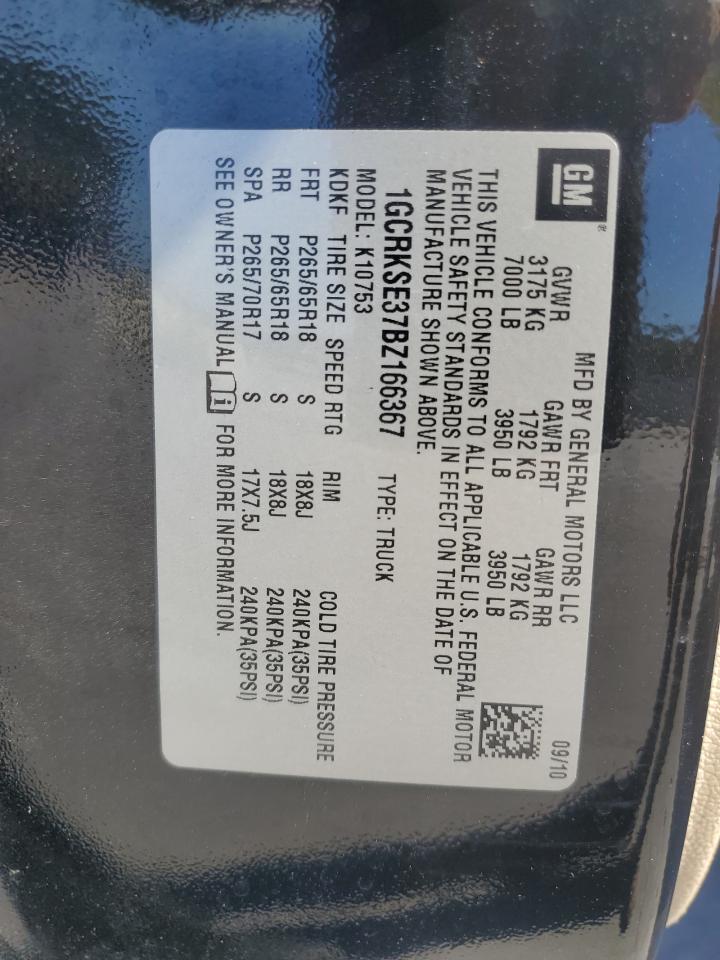 GM®
MFD BY GENERAL MOTORS LLC 09/10
GVWR GAWR FRT GAWR RR
3175 KG 1792 KG 1792 KG
7000 LB 3950 LB 3950 LB
THIS VEHICLE CONFORMS TO ALL APPLICABLE U.S. FEDERAL MOTOR
VEHICLE SAFETY STANDARDS IN EFFECT ON THE DATE OF
MANUFACTURE SHOWN ABOVE.
1GCRKSE37BZ166367 TYPE: TRUCK
MODEL: K10753
KDKF TIRE SIZE SPEED RTG RIM COLD TIRE PRESSURE
FRT P265/65R18 S 18X8J 240KPA(35PSI)
RR P265/65R18 S 18X8J 240KPA(35PSI)
SPA P265/70R17 S 17X7.5J 240KPA(35PSI)
SEE OWNER'S MANUAL FOR MORE INFORMATION.